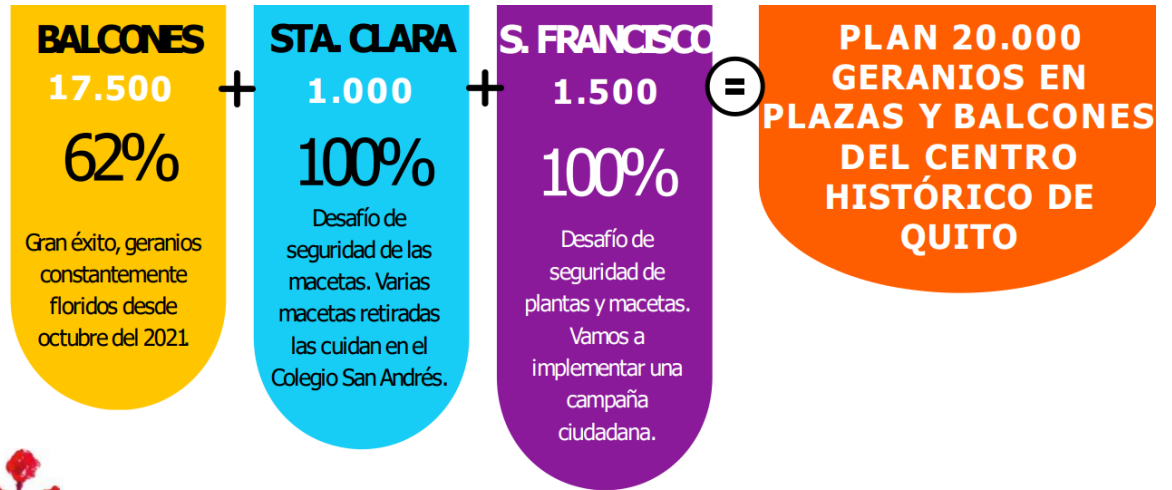 BALCONES
17.500
62%
Gran éxito, geranios
constantemente
floridos desde
octubre del 2021.
+
STA. CLARA
1.000
100%
Desafío de
seguridad de las
macetas. Varias
macetas retiradas
las cuidan en el
Colegio San Andrés.
+
S. FRANCISCO
1.500
100%
Desafío de
seguridad de
plantas y macetas.
Vamos a
implementar una
campaña
ciudadana.
=
PLAN 20.000
GERANIOS EN
PLAZAS Y BALCONES
DEL CENTRO
HISTÓRICO DE
QUITO